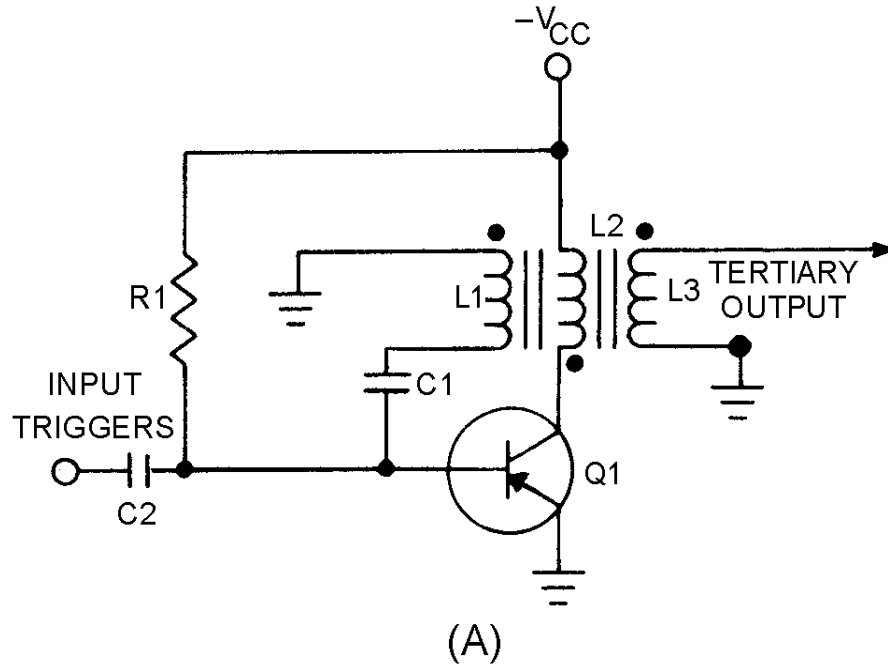 –VCC
L2
R1
L1
L3
TERTIARY
OUTPUT
C1
INPUT
TRIGGERS
C2
Q1
(A)